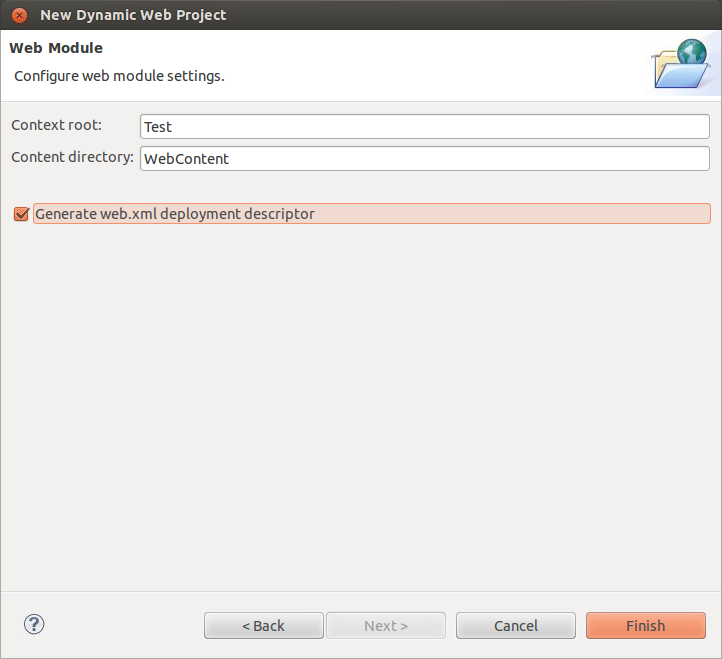 New Dynamic Web Project
Web Module
Configure web module settings.
Context root: Test
Content directory: WebContent
Generate web.xml deployment descriptor
? < Back Next > Cancel Finish